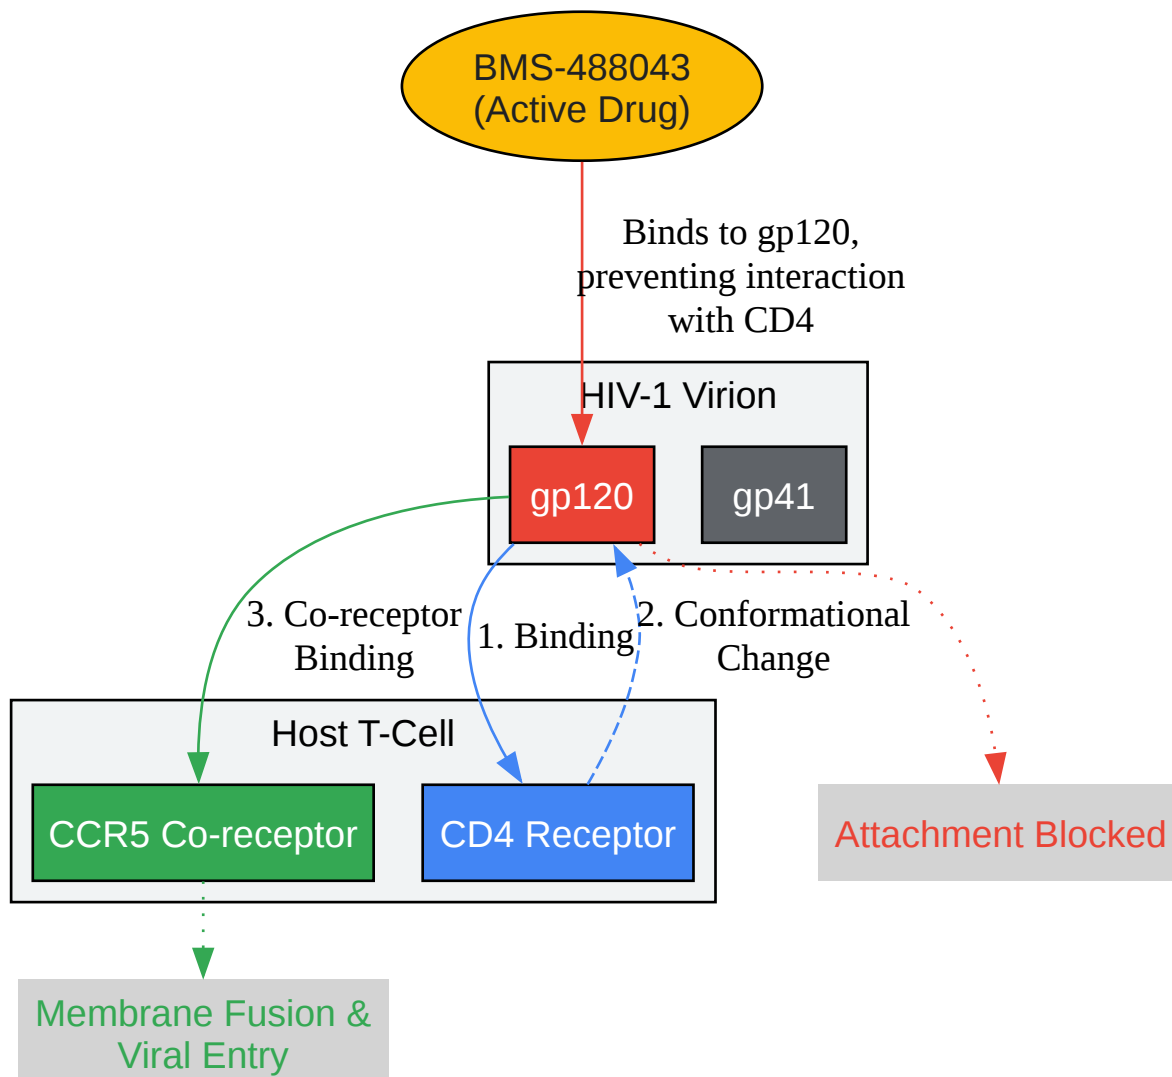 BMS-488043
(Active Drug)
Binds to gp120,
preventing interaction
with CD4
HIV-1 Virion
gp120
gp41
3. Co-receptor
Binding
1. Binding
2. Conformational
Change
Host T-Cell
CCR5 Co-receptor
CD4 Receptor
Attachment Blocked
Membrane Fusion &
Viral Entry